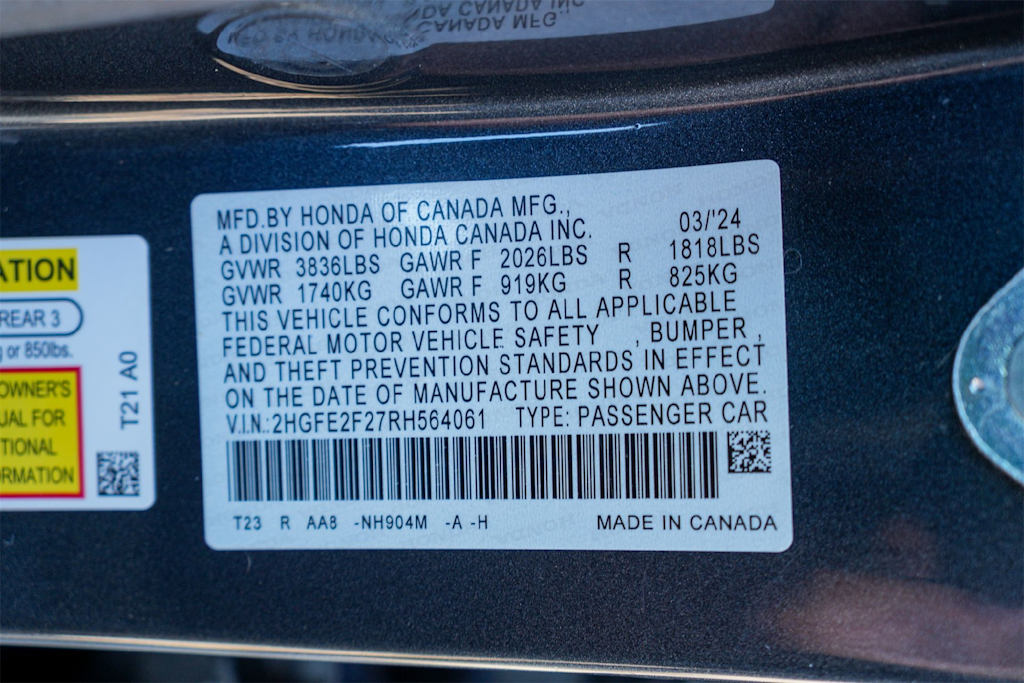 MFD.BY HONDA OF CANADA MFG.,
A DIVISION OF HONDA CANADA INC. 03/'24
GVWR 3836LBS GAWR F 2026LBS R 1818LBS
GVWR 1740KG GAWR F 919KG R 825KG
THIS VEHICLE CONFORMS TO ALL APPLICABLE
FEDERAL MOTOR VEHICLE SAFETY , BUMPER ,
AND THEFT PREVENTION STANDARDS IN EFFECT
ON THE DATE OF MANUFACTURE SHOWN ABOVE.
V.I.N.:2HGFE2F27RH564061 TYPE: PASSENGER CAR
T23 R AA8 -NH904M -A -H MADE IN CANADA
ATION
REAR 3
g or 850lbs.
OWNER'S
UAL FOR
TIONAL
RMATION
T21 A0